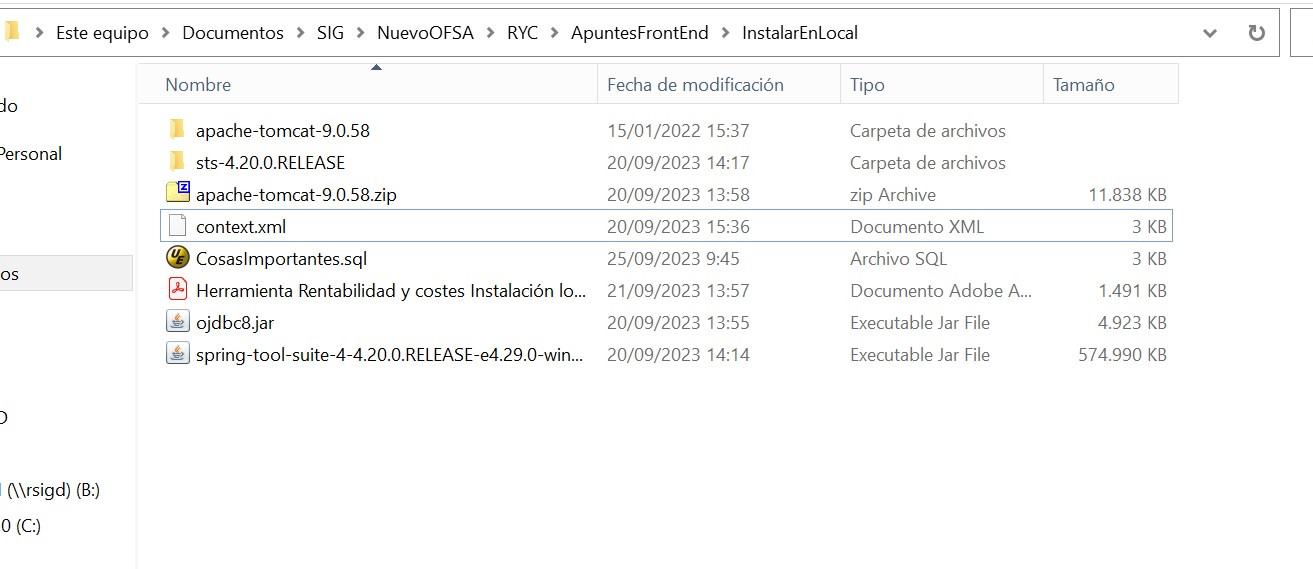 Este equipo > Documentos > SIG > NuevoOFSA > RYC > ApuntesFrontEnd > InstalarEnLocal
Nombre Fecha de modificación Tipo Tamaño
do
Personal
os
O
(\\rsigd) (B:)
0 (C:)
apache-tomcat-9.0.58 15/01/2022 15:37 Carpeta de archivos
sts-4.20.0.RELEASE 20/09/2023 14:17 Carpeta de archivos
apache-tomcat-9.0.58.zip 20/09/2023 13:58 zip Archive 11.838 KB
context.xml 20/09/2023 15:36 Documento XML 3 KB
CosasImportantes.sql 25/09/2023 9:45 Archivo SQL 3 KB
Herramienta Rentabilidad y costes Instalación lo... 21/09/2023 13:57 Documento Adobe A... 1.491 KB
ojdbc8.jar 20/09/2023 13:55 Executable Jar File 4.923 KB
spring-tool-suite-4-4.20.0.RELEASE-e4.29.0-win... 20/09/2023 14:14 Executable Jar File 574.990 KB